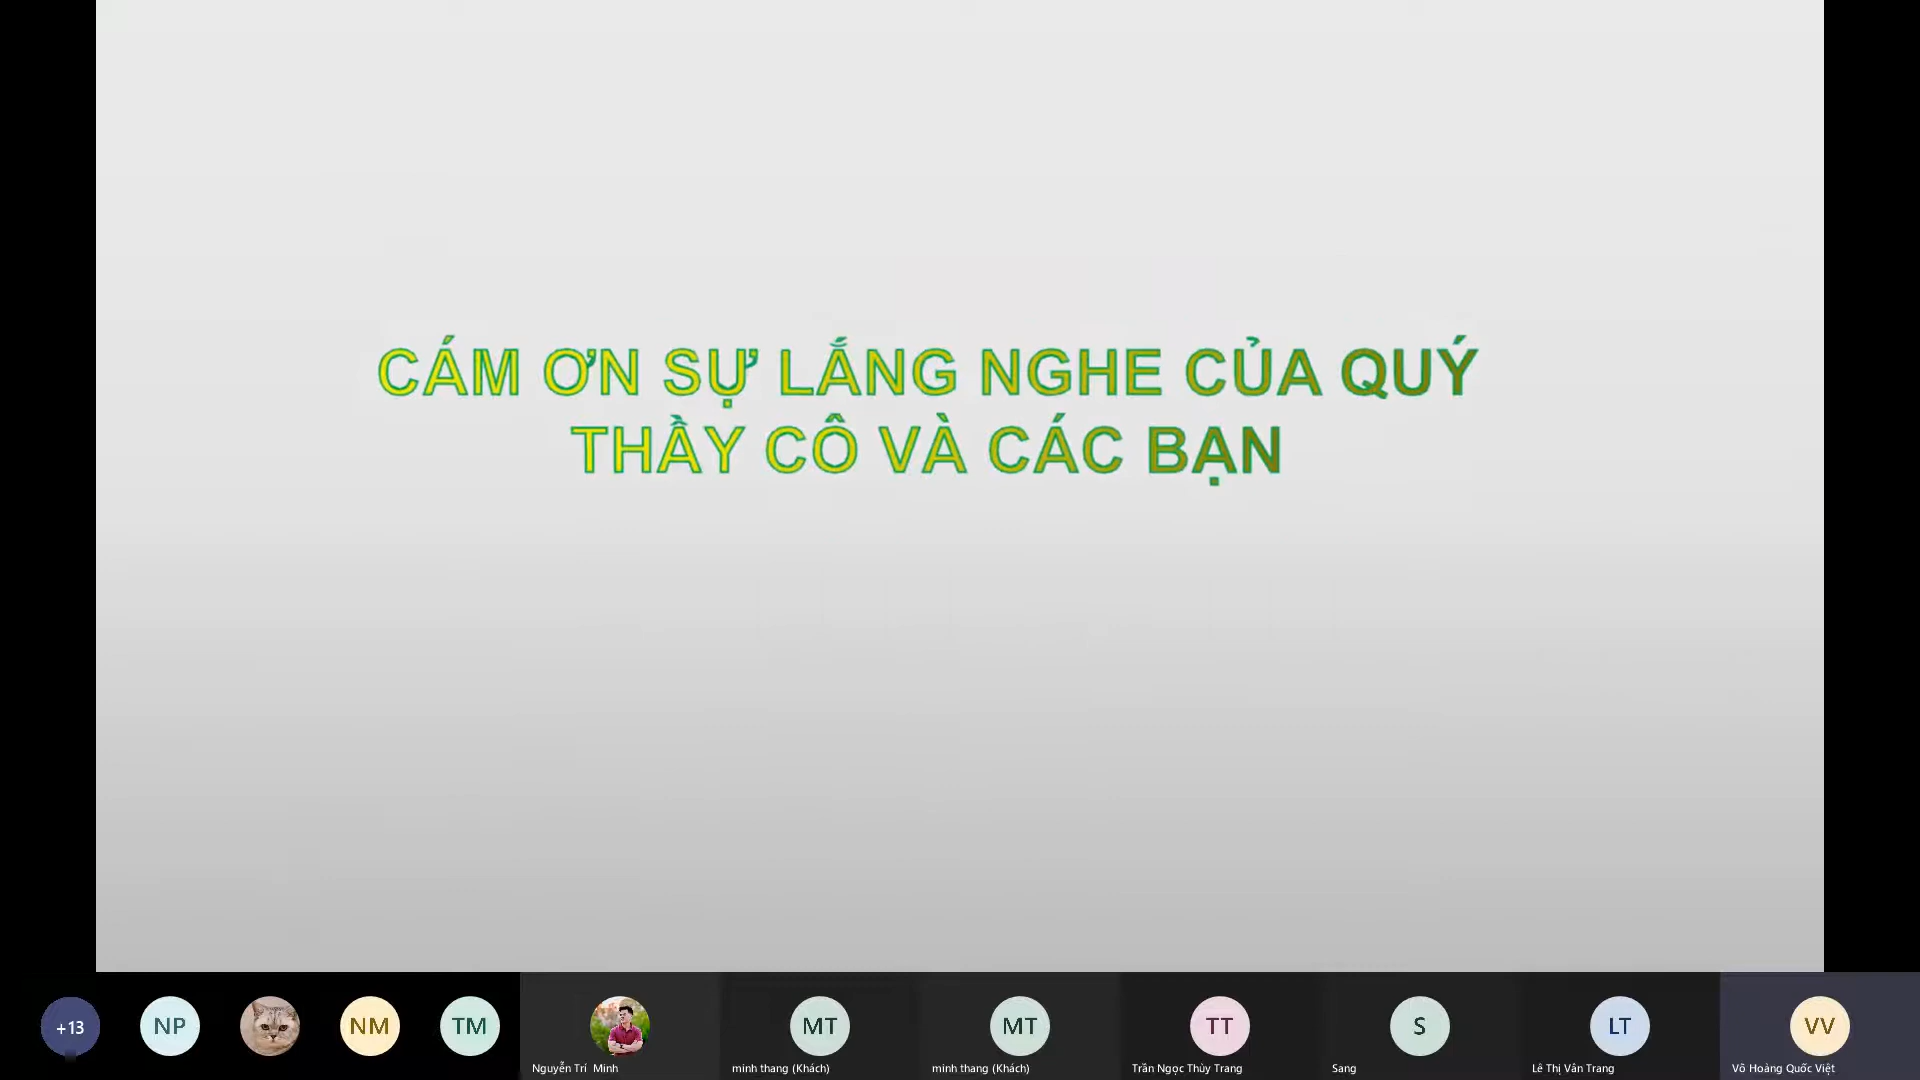 CÁM ƠN SỰ LẮNG NGHE CỦA QUÝ
THẦY CÔ VÀ CÁC BẠN
+13
NP
NM
TM
MT
MT
TT
S
LT
VV
Nguyễn Trí Minh
minh thang (Khách)
minh thang (Khách)
Trần Ngọc Thùy Trang
Sang
Lê Thị Vân Trang
Võ Hoàng Quốc Việt